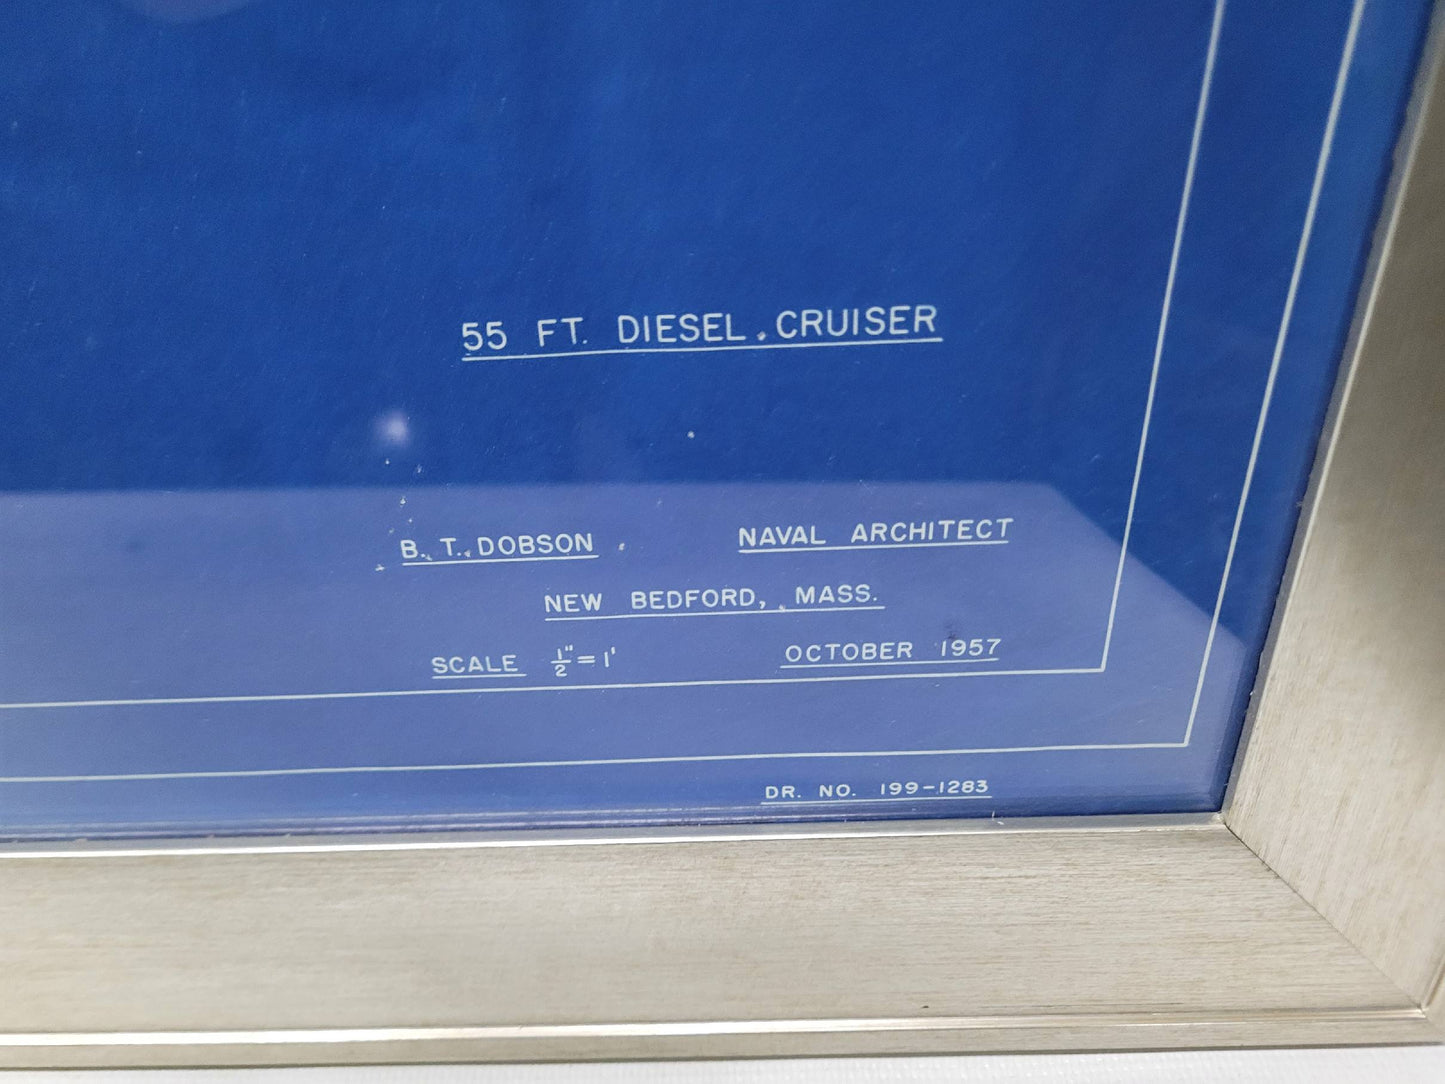 55 FT. DIESEL CRUISER
B. T. DOBSON NAVAL ARCHITECT
NEW BEDFORD, MASS.
SCALE ½"=1' OCTOBER 1957
DR. NO. 199-1283